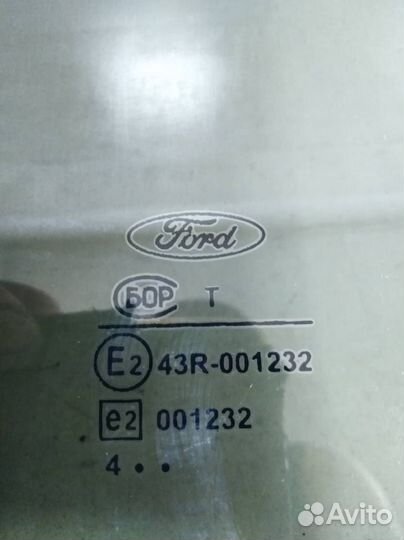 Ford
БОР T
E2 43R-001232
e2 001232
4 • •
Avito